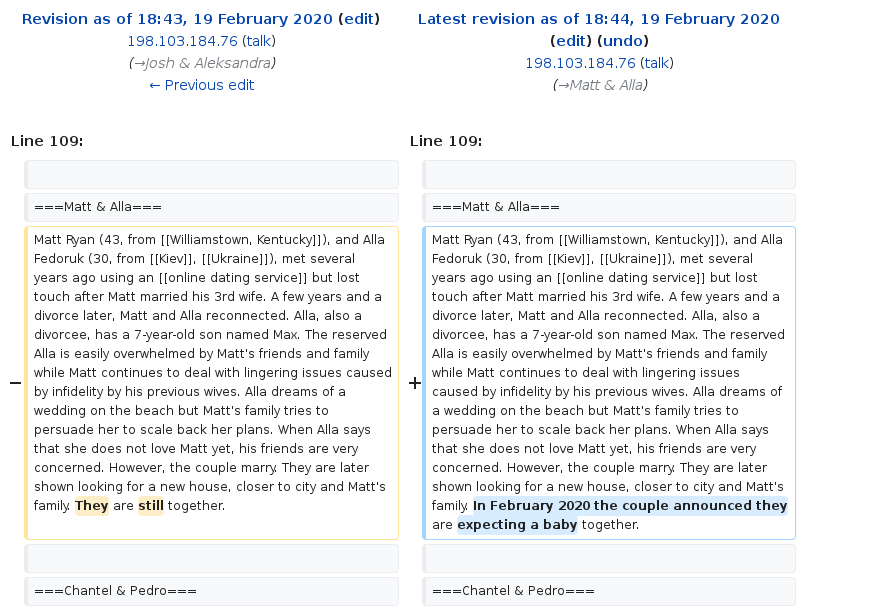 Revision as of 18:43, 19 February 2020 (edit)
198.103.184.76 (talk)
(→Josh & Aleksandra)
← Previous edit
Latest revision as of 18:44, 19 February 2020
(edit) (undo)
198.103.184.76 (talk)
(→Matt & Alla)
Line 109:
Line 109:
===Matt & Alla===
===Matt & Alla===
−
Matt Ryan (43, from [[Williamstown, Kentucky]]), and Alla
Fedoruk (30, from [[Kiev]], [[Ukraine]]), met several
years ago using an [[online dating service]] but lost
touch after Matt married his 3rd wife. A few years and a
divorce later, Matt and Alla reconnected. Alla, also a
divorcee, has a 7-year-old son named Max. The reserved
Alla is easily overwhelmed by Matt's friends and family
while Matt continues to deal with lingering issues caused
by infidelity by his previous wives. Alla dreams of a
wedding on the beach but Matt's family tries to
persuade her to scale back her plans. When Alla says
that she does not love Matt yet, his friends are very
concerned. However, the couple marry. They are later
shown looking for a new house, closer to city and Matt's
family. They are still together.
+
Matt Ryan (43, from [[Williamstown, Kentucky]]), and Alla
Fedoruk (30, from [[Kiev]], [[Ukraine]]), met several
years ago using an [[online dating service]] but lost
touch after Matt married his 3rd wife. A few years and a
divorce later, Matt and Alla reconnected. Alla, also a
divorcee, has a 7-year-old son named Max. The reserved
Alla is easily overwhelmed by Matt's friends and family
while Matt continues to deal with lingering issues
caused by infidelity by his previous wives. Alla dreams of
a wedding on the beach but Matt's family tries to
persuade her to scale back her plans. When Alla says
that she does not love Matt yet, his friends are very
concerned. However, the couple marry. They are later
shown looking for a new house, closer to city and Matt's
family. In February 2020 the couple announced they
are expecting a baby together.
===Chantel & Pedro===
===Chantel & Pedro===